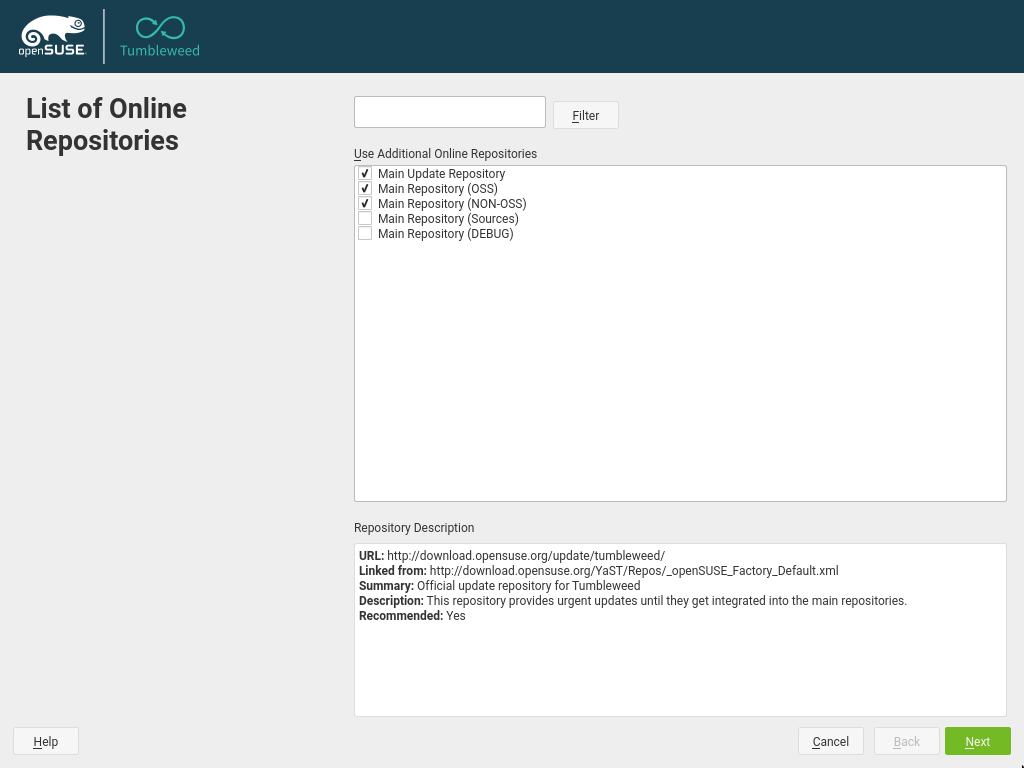 openSUSE
Tumbleweed
List of Online
Repositories
Filter
Use Additional Online Repositories
Main Update Repository
Main Repository (OSS)
Main Repository (NON-OSS)
Main Repository (Sources)
Main Repository (DEBUG)
Repository Description
URL: http://download.opensuse.org/update/tumbleweed/
Linked from: http://download.opensuse.org/YaST/Repos/_openSUSE_Factory_Default.xml
Summary: Official update repository for Tumbleweed
Description: This repository provides urgent updates until they get integrated into the main repositories.
Recommended: Yes
Help
Cancel
Back
Next